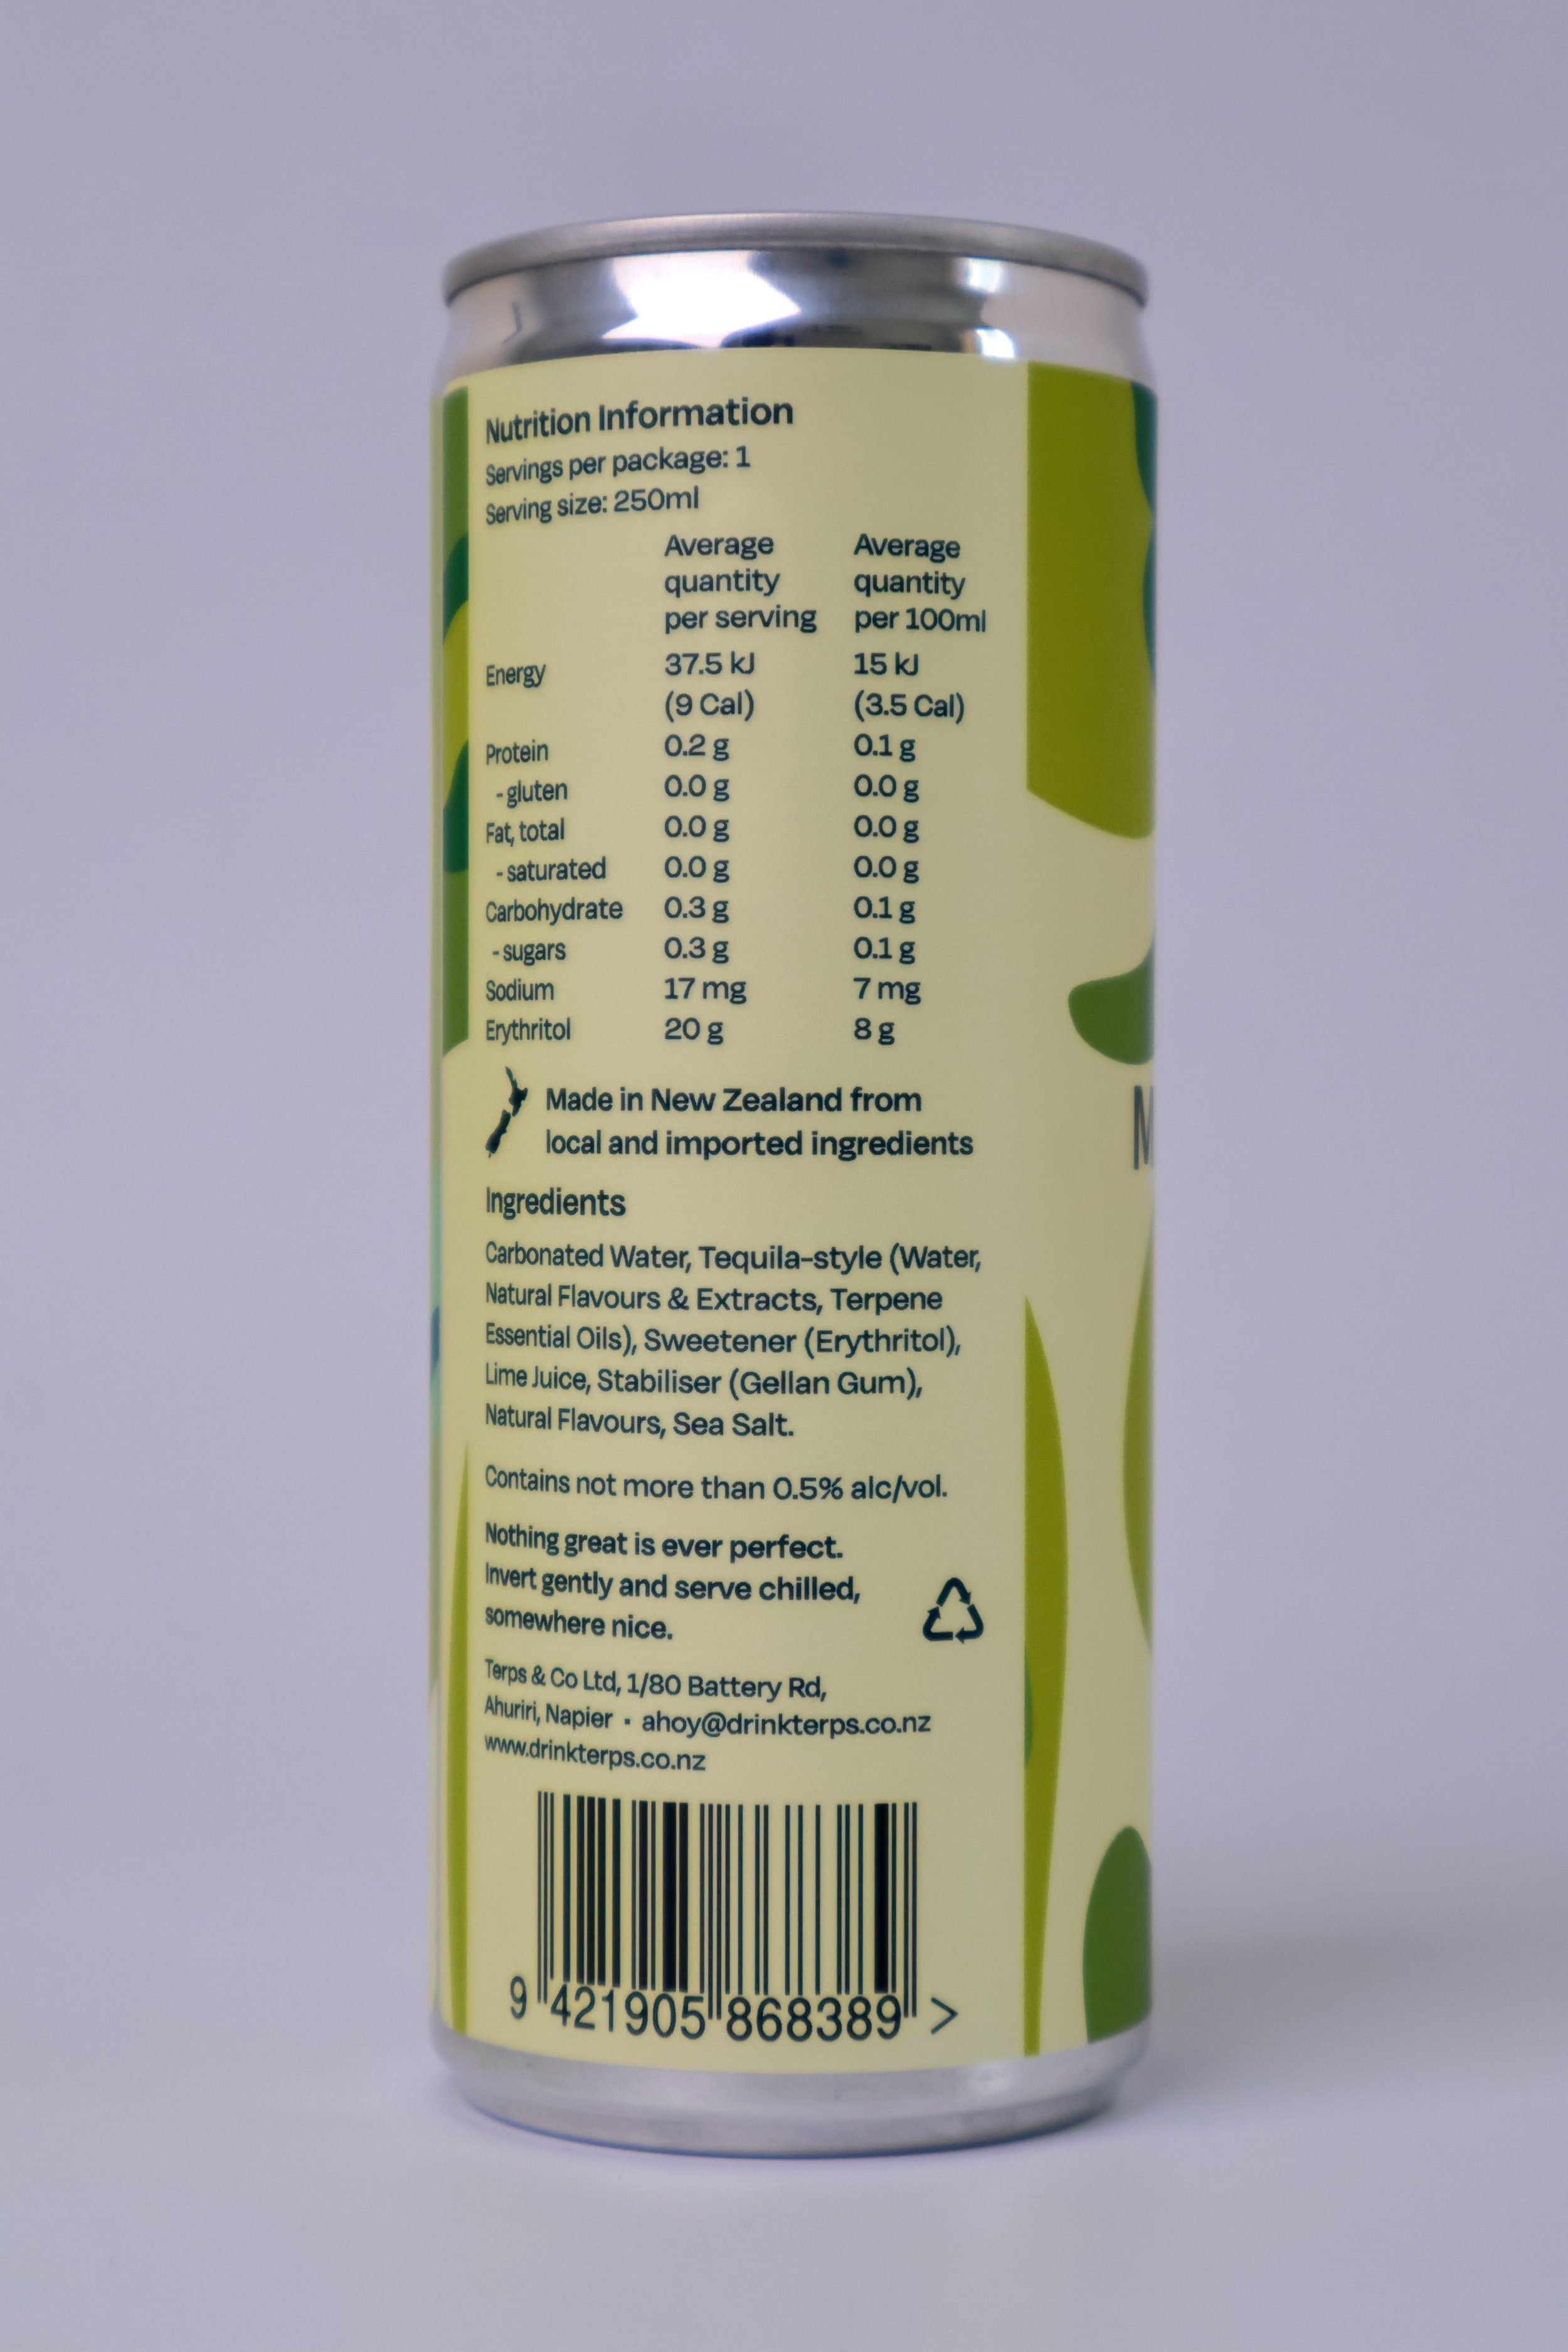 Nutrition Information
Servings per package: 1
Serving size: 250ml
Average quantity per serving Average quantity per 100ml
Energy 37.5 kJ 15 kJ
(9 Cal) (3.5 Cal)
Protein 0.2 g 0.1 g
- gluten 0.0 g 0.0 g
Fat, total 0.0 g 0.0 g
- saturated 0.0 g 0.0 g
Carbohydrate 0.3 g 0.1 g
- sugars 0.3 g 0.1 g
Sodium 17 mg 7 mg
Erythritol 20 g 8 g
Made in New Zealand from
local and imported ingredients
Ingredients
Carbonated Water, Tequila-style (Water,
Natural Flavours & Extracts, Terpene
Essential Oils), Sweetener (Erythritol),
Lime Juice, Stabiliser (Gellan Gum),
Natural Flavours, Sea Salt.
Contains not more than 0.5% alc/vol.
Nothing great is ever perfect.
Invert gently and serve chilled,
somewhere nice.
Terps & Co Ltd, 1/80 Battery Rd,
Ahuriri, Napier · ahoy@drinkterps.co.nz
www.drinkterps.co.nz
9 421905 868389 >